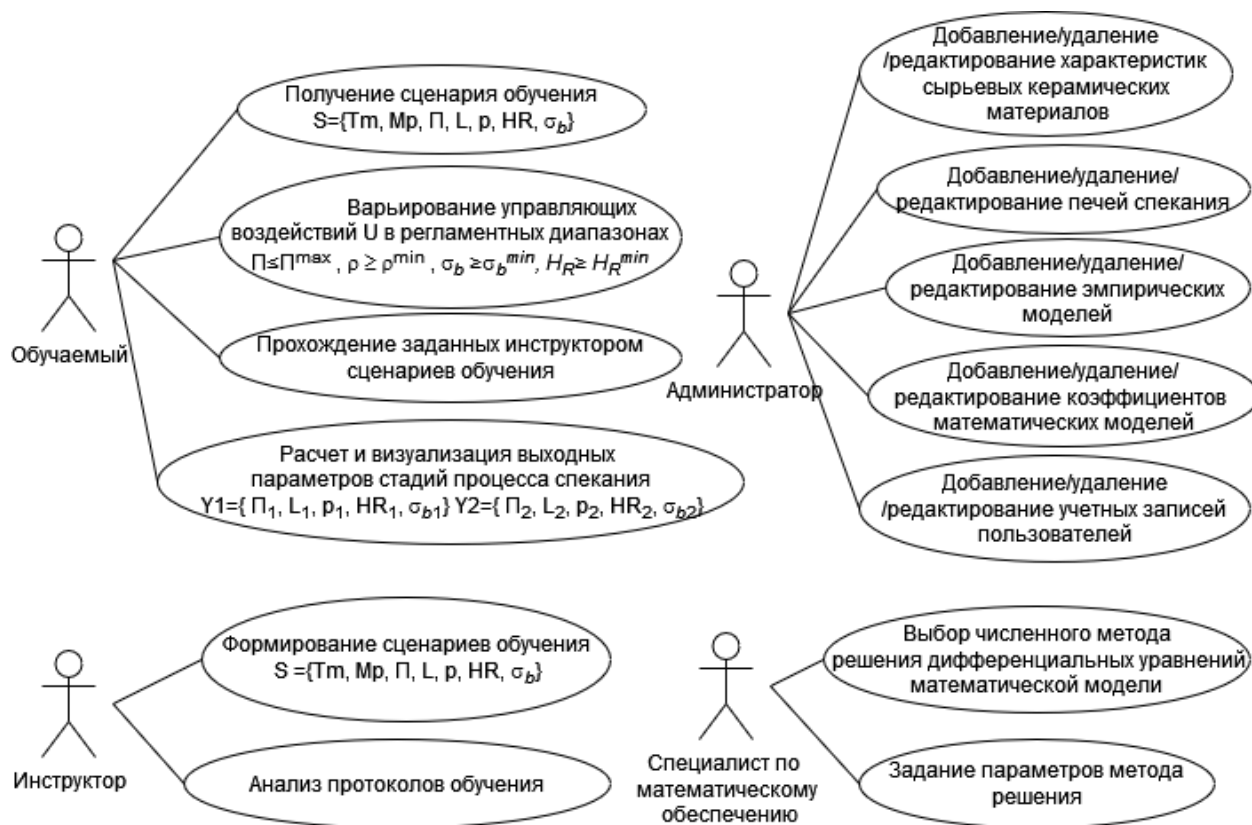 Получение сценария обучения
S={Tm, Mp, П, L, p, HR, σb}
Варьирование управляющих
воздействий U в регламентных диапазонах
П≤Пmax , ρ ≥ ρmin , σb ≥σbmin, HR≥ HRmin
Прохождение заданных инструктором
сценариев обучения
Расчет и визуализация выходных
параметров стадий процесса спекания
Y1={ П1, L1, p1, HR1, σb1} Y2={ П2, L2, p2, HR2, σb2}
Обучаемый
Добавление/удаление
/редактирование характеристик
сырьевых керамических
материалов
Добавление/удаление/
редактирование печей спекания
Добавление/удаление/
редактирование эмпирических
моделей
Добавление/удаление/
редактирование коэффициентов
математических моделей
Добавление/удаление
/редактирование учетных записей
пользователей
Администратор
Формирование сценариев обучения
S ={Tm, Mp, П, L, p, HR, σb}
Анализ протоколов обучения
Инструктор
Выбор численного метода
решения дифференциальных уравнений
математической модели
Задание параметров метода
решения
Специалист по
математическому
обеспечению